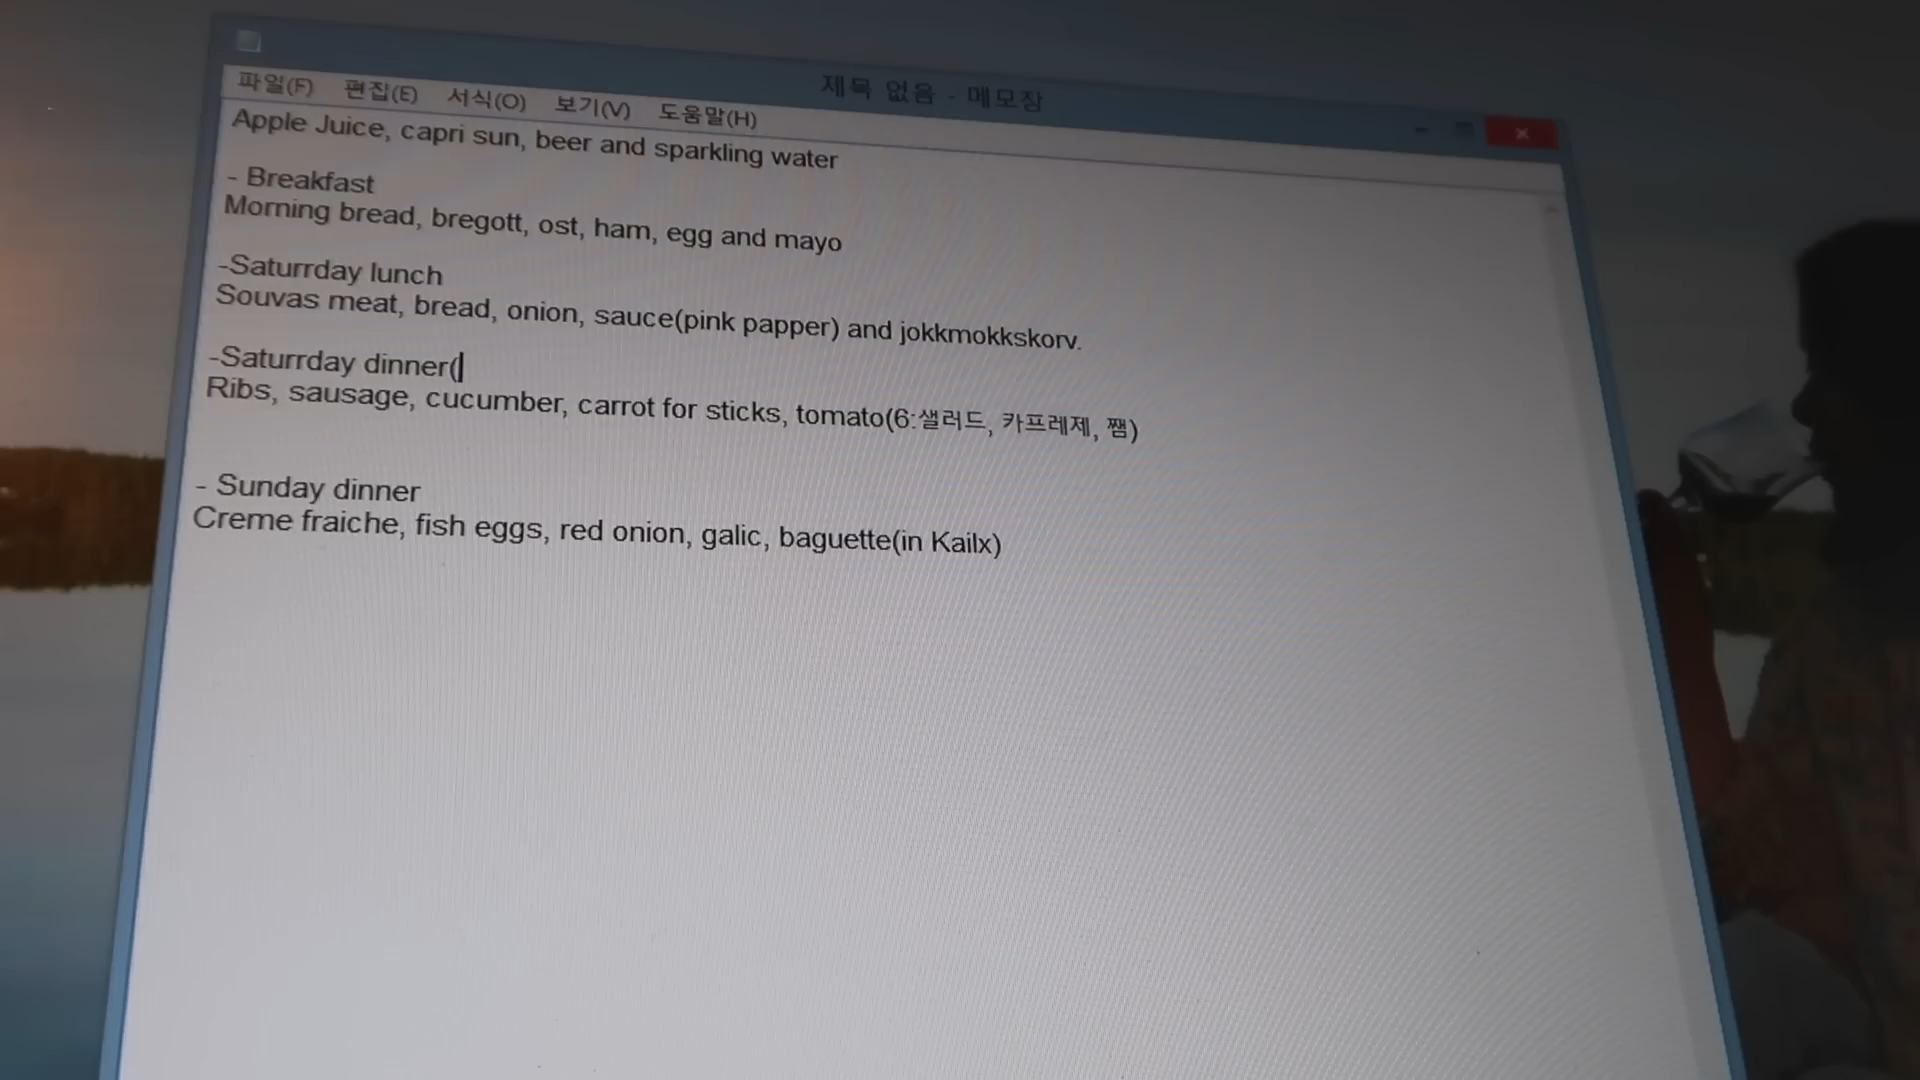 제목 없음 - 메모장
파일(F) 편집(E) 서식(O) 보기(V) 도움말(H)
Apple Juice, capri sun, beer and sparkling water
- Breakfast
Morning bread, bregott, ost, ham, egg and mayo
-Saturrday lunch
Souvas meat, bread, onion, sauce(pink papper) and jokkmokkskorv.
-Saturrday dinner(
Ribs, sausage, cucumber, carrot for sticks, tomato(6:샐러드, 카프레제, 쨈)
- Sunday dinner
Creme fraiche, fish eggs, red onion, galic, baguette(in Kailx)